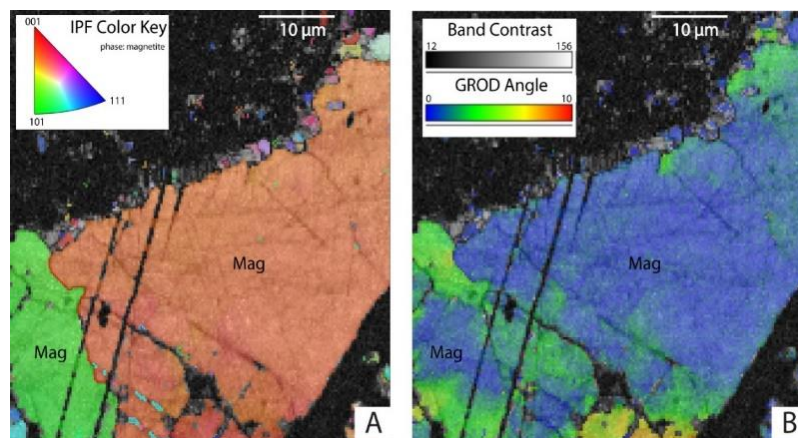 001
IPF Color Key
phase: magnetite
111
101
10 µm
Mag
Mag
A
Band Contrast
12 156
GROD Angle
0 10
10 µm
Mag
Mag
B